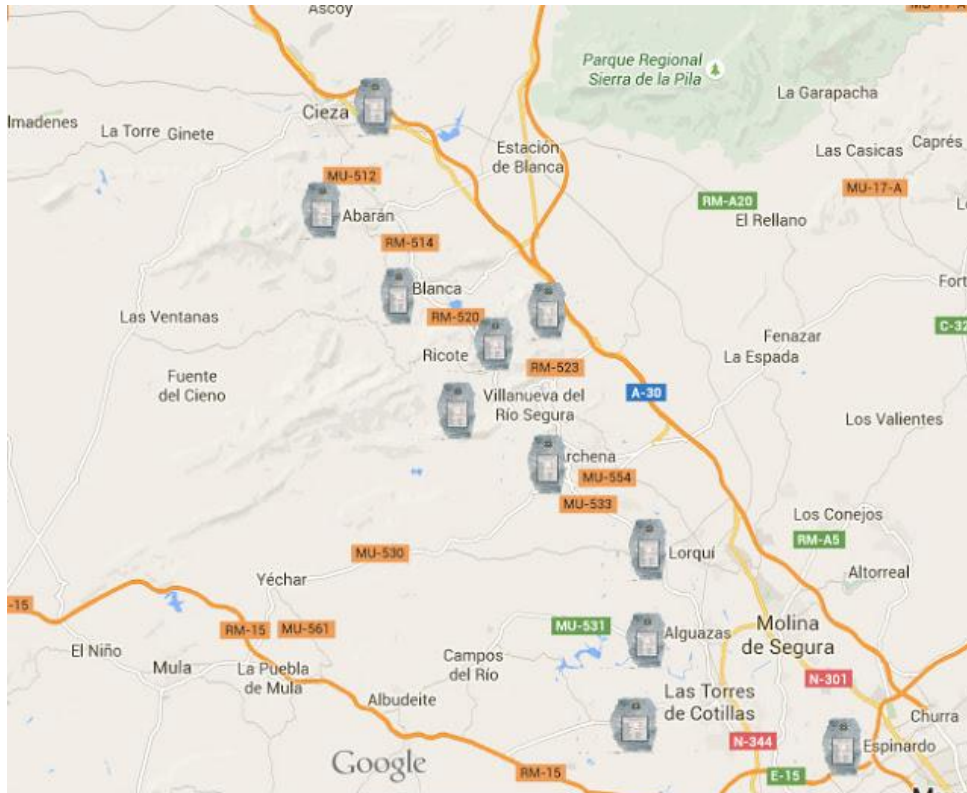 Ascoy
Parque Regional
Sierra de la Pila
La Garapacha
Cieza
La Torre
Ginete
Estación
de Blanca
Las Casicas
Caprés
MU-512
MU-17-A
RM-A20
Abarán
El Rellano
RM-514
Blanca
Las Ventanas
RM-520
Fenazar
Ricote
La Espada
RM-523
Fuente
del Cieno
A-30
Villanueva del
Río Segura
Los Valientes
rchena
MU-554
MU-533
Los Conejos
RM-A5
MU-530
Lorquí
Altorreal
Yéchar
-15
RM-15
MU-561
MU-531
Alguazas
Molina
de Segura
El Niño
Mula
La Puebla
de Mula
Campos
del Río
N-301
Albudeite
Las Torres
de Cotillas
Churra
N-344
Espinardo
Google
RM-15
E-15